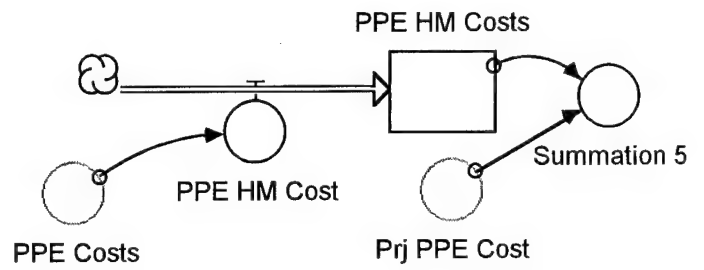 PPE HM Costs
Summation 5
PPE HM Cost
PPE Costs
Prj PPE Cost